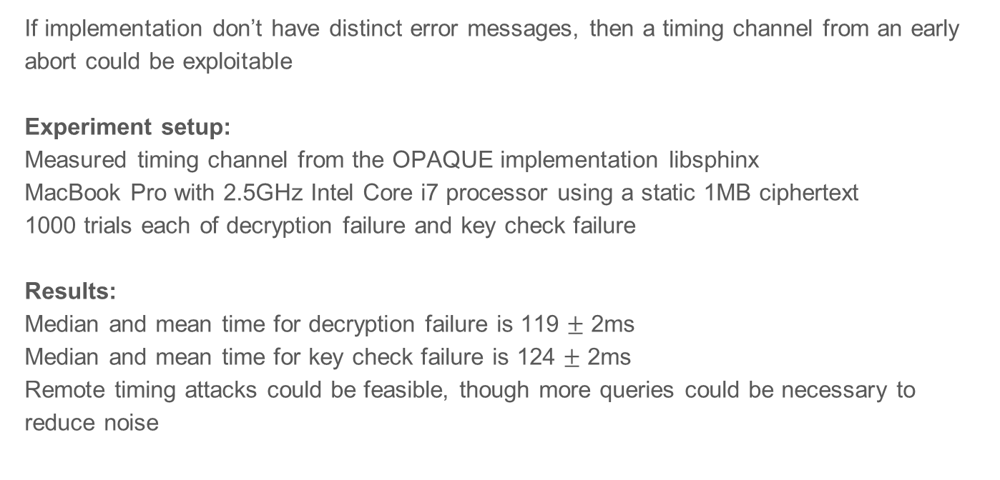 If implementation don’t have distinct error messages, then a timing channel from an early
abort could be exploitable
Experiment setup:
Measured timing channel from the OPAQUE implementation libsphinx
MacBook Pro with 2.5GHz Intel Core i7 processor using a static 1MB ciphertext
1000 trials each of decryption failure and key check failure
Results:
Median and mean time for decryption failure is 119 ± 2ms
Median and mean time for key check failure is 124 ± 2ms
Remote timing attacks could be feasible, though more queries could be necessary to
reduce noise